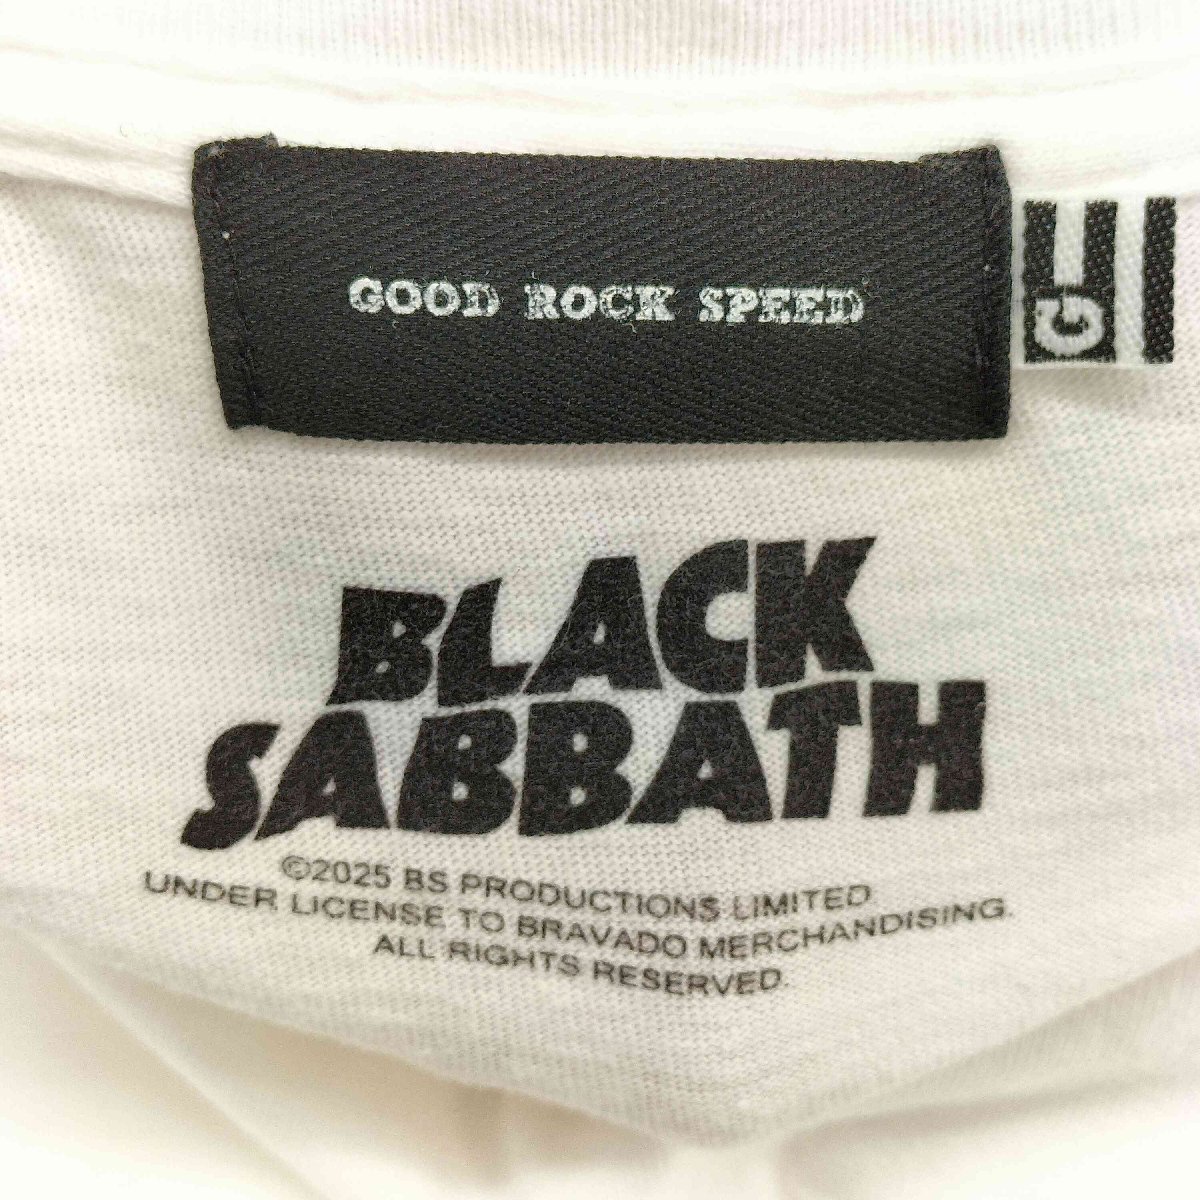 GOOD ROCK SPEED
G
BLACK
SABBATH
©2025 BS PRODUCTIONS LIMITED
UNDER LICENSE TO BRAVADO MERCHANDISING.
ALL RIGHTS RESERVED.